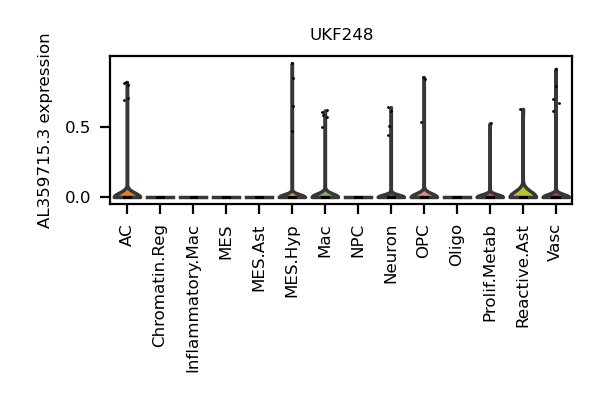 UKF248
AL359715.3 expression
0.5
0.0
AC
Chromatin.Reg
Inflammatory.Mac
MES
MES.Ast
MES.Hyp
Mac
NPC
Neuron
OPC
Oligo
Prolif.Metab
Reactive.Ast
Vasc